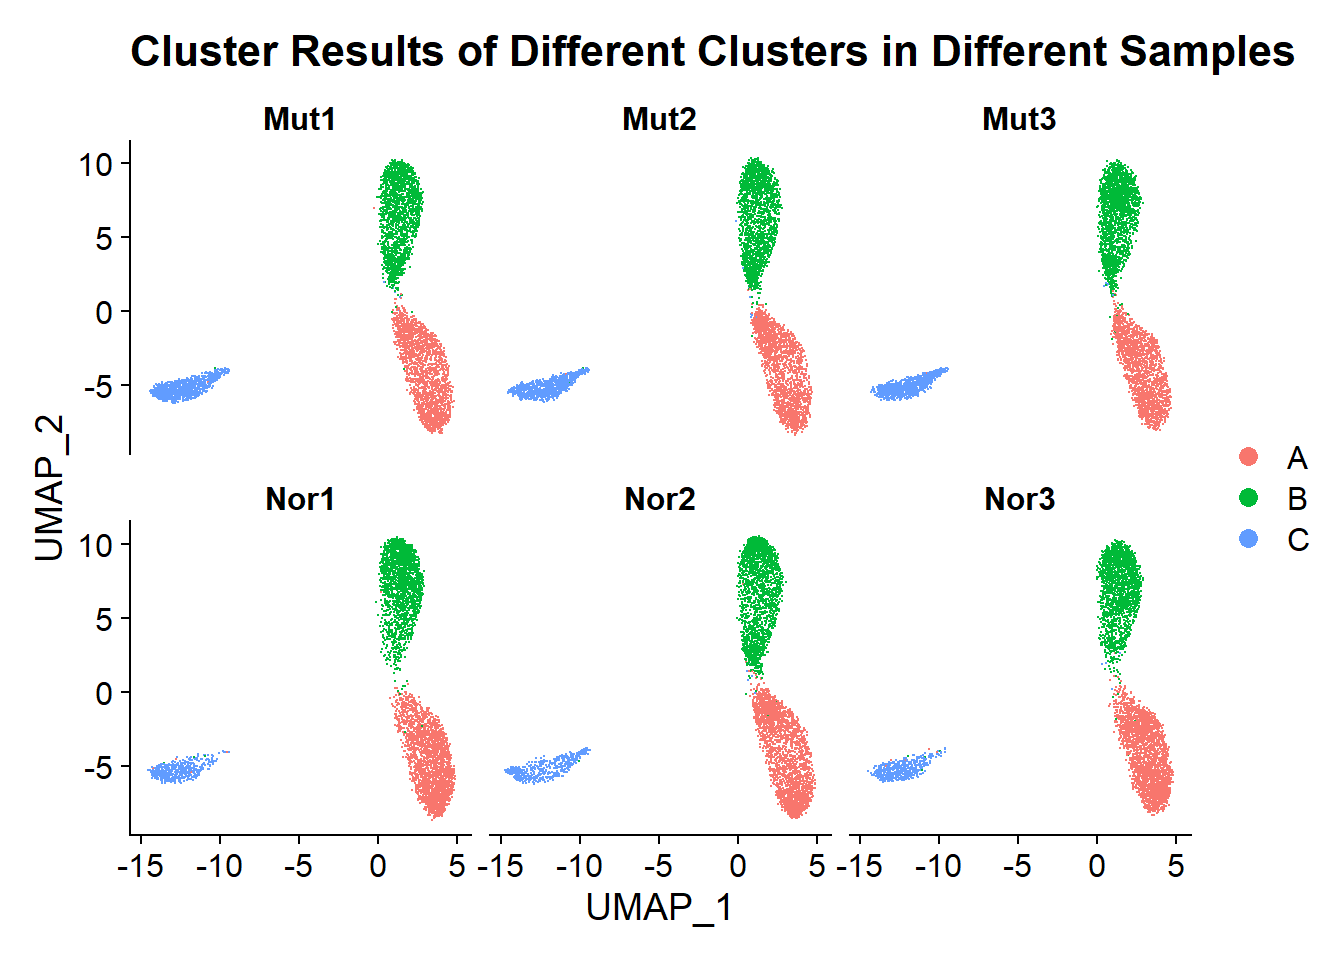 Cluster Results of Different Clusters in Different Samples
Mut1 Mut2 Mut3
10
5
0
-5
UMAP_2
A
B
C
Nor1 Nor2 Nor3
10
5
0
-5
-15 -10 -5 0 5 -15 -10 -5 0 5 -15 -10 -5 0 5
UMAP_1